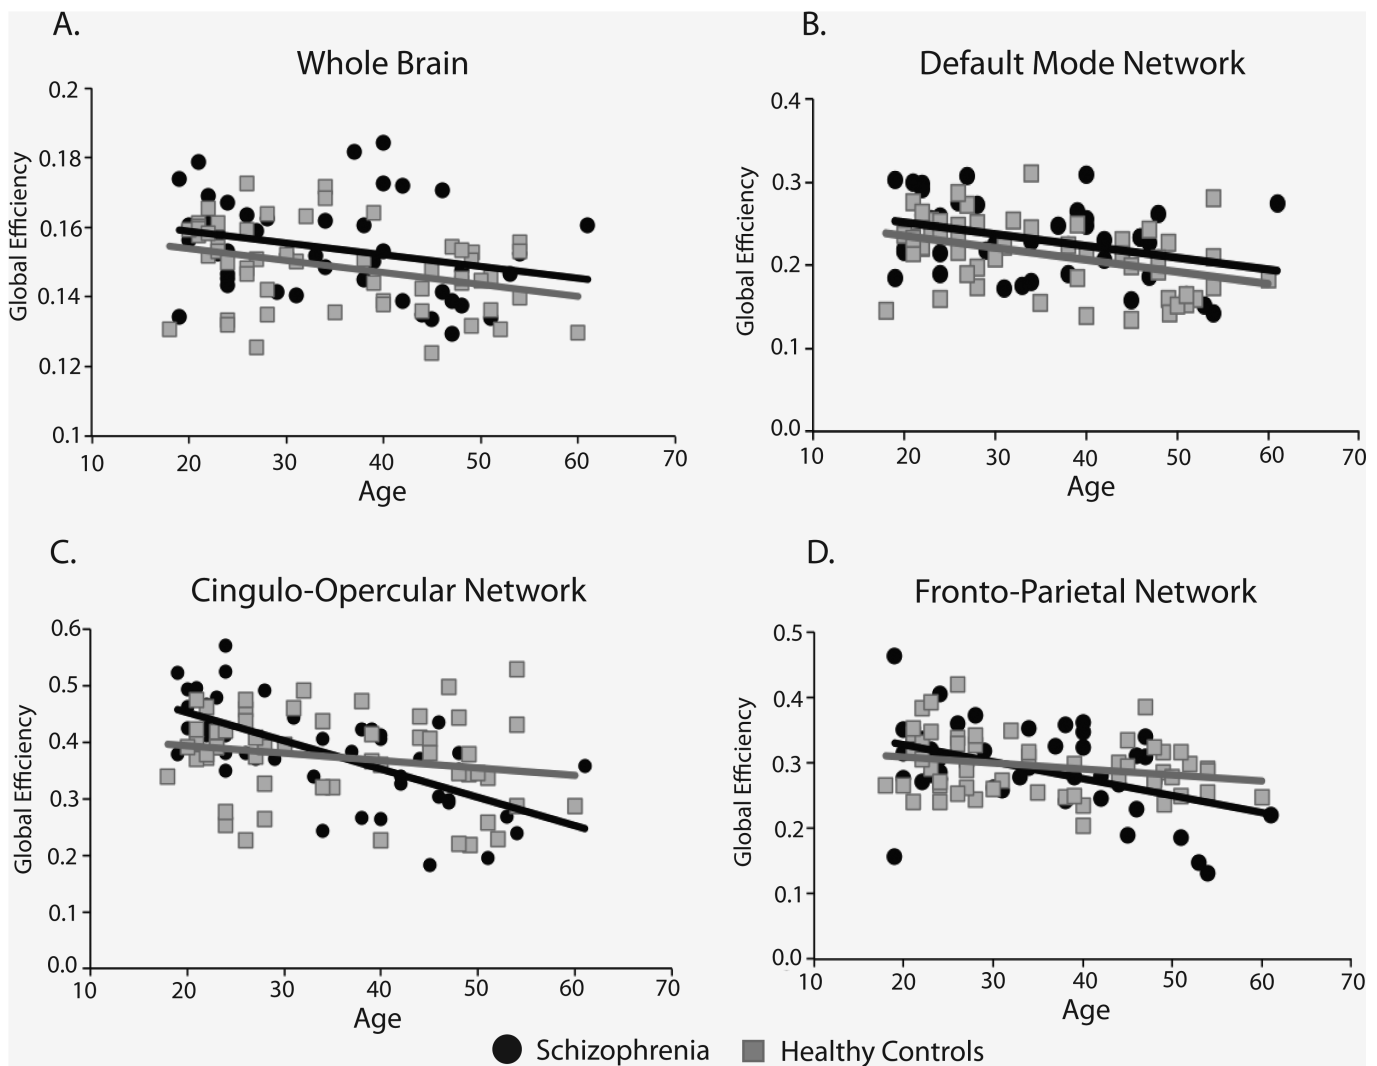 A.
Whole Brain
Global Efficiency
0.2
0.18
0.16
0.14
0.12
0.1
10 20 30 40 50 60 70
Age
B.
Default Mode Network
Global Efficiency
0.4
0.3
0.2
0.1
0.0
10 20 30 40 50 60 70
Age
C.
Cingulo-Opercular Network
Global Efficiency
0.6
0.5
0.4
0.3
0.2
0.1
0.0
10 20 30 40 50 60 70
Age
D.
Fronto-Parietal Network
Global Efficiency
0.5
0.4
0.3
0.2
0.1
0.0
10 20 30 40 50 60 70
Age
Schizophrenia Healthy Controls